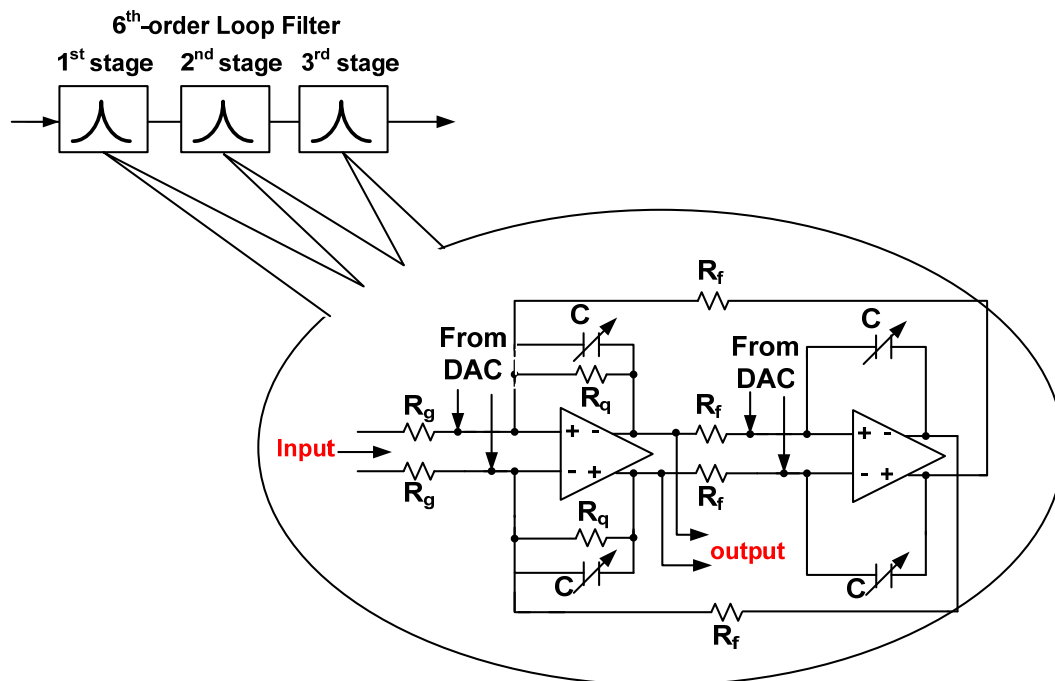 6th-order Loop Filter
1st stage 2nd stage 3rd stage
Rf
C
C
From
DAC
From
DAC
Rq
Rg
Rf
+ -
+ -
Input
- +
- +
Rg
Rf
Rq
output
C
C
Rf